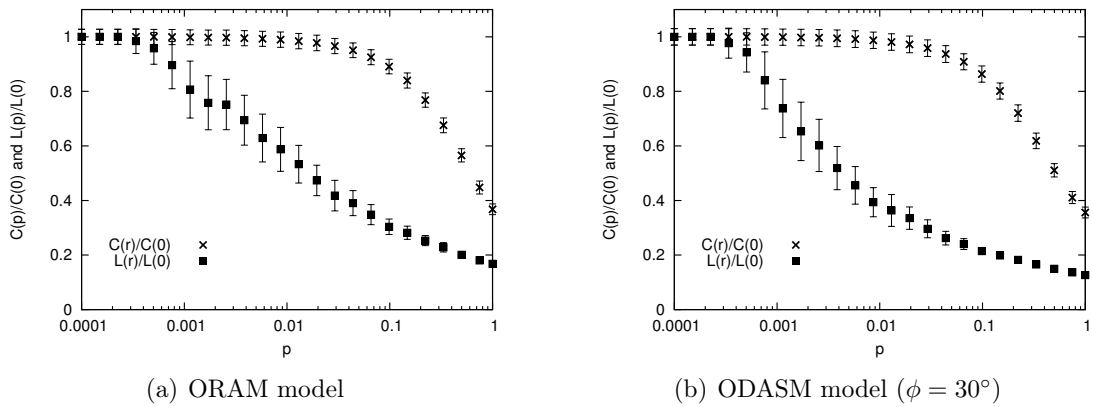 C(p)/C(0) and L(p)/L(0)
1
0.8
0.6
0.4
0.2
0
C(r)/C(0)
L(r)/L(0)
0.0001 0.001 0.01 0.1 1
p
(a) ORAM model
C(p)/C(0) and L(p)/L(0)
1
0.8
0.6
0.4
0.2
0
C(r)/C(0)
L(r)/L(0)
0.0001 0.001 0.01 0.1 1
p
(b) ODASM model (ϕ = 30°)